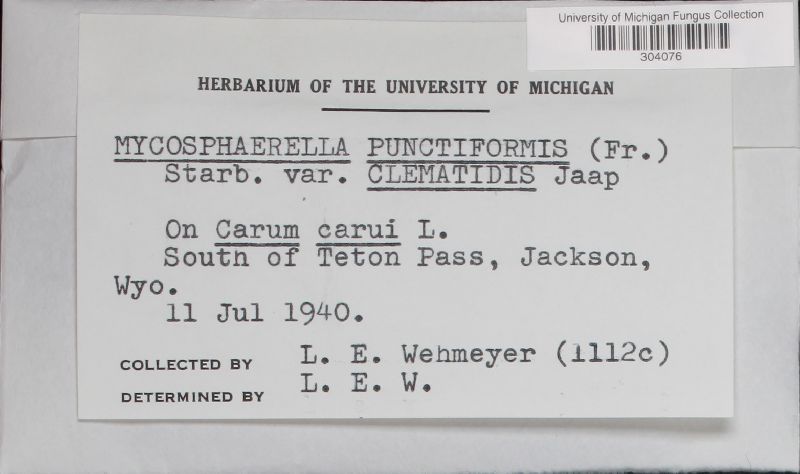 University of Michigan Fungus Collection
304076
HERBARIUM OF THE UNIVERSITY OF MICHIGAN
MYCOSPHAERELLA PUNCTIFORMIS (Fr.)
Starb. var. CLEMATIDIS Jaap
On Carum carui L.
South of Teton Pass, Jackson,
Wyo.
11 Jul 1940.
COLLECTED BY L. E. Wehmeyer (1112c)
DETERMINED BY L. E. W.